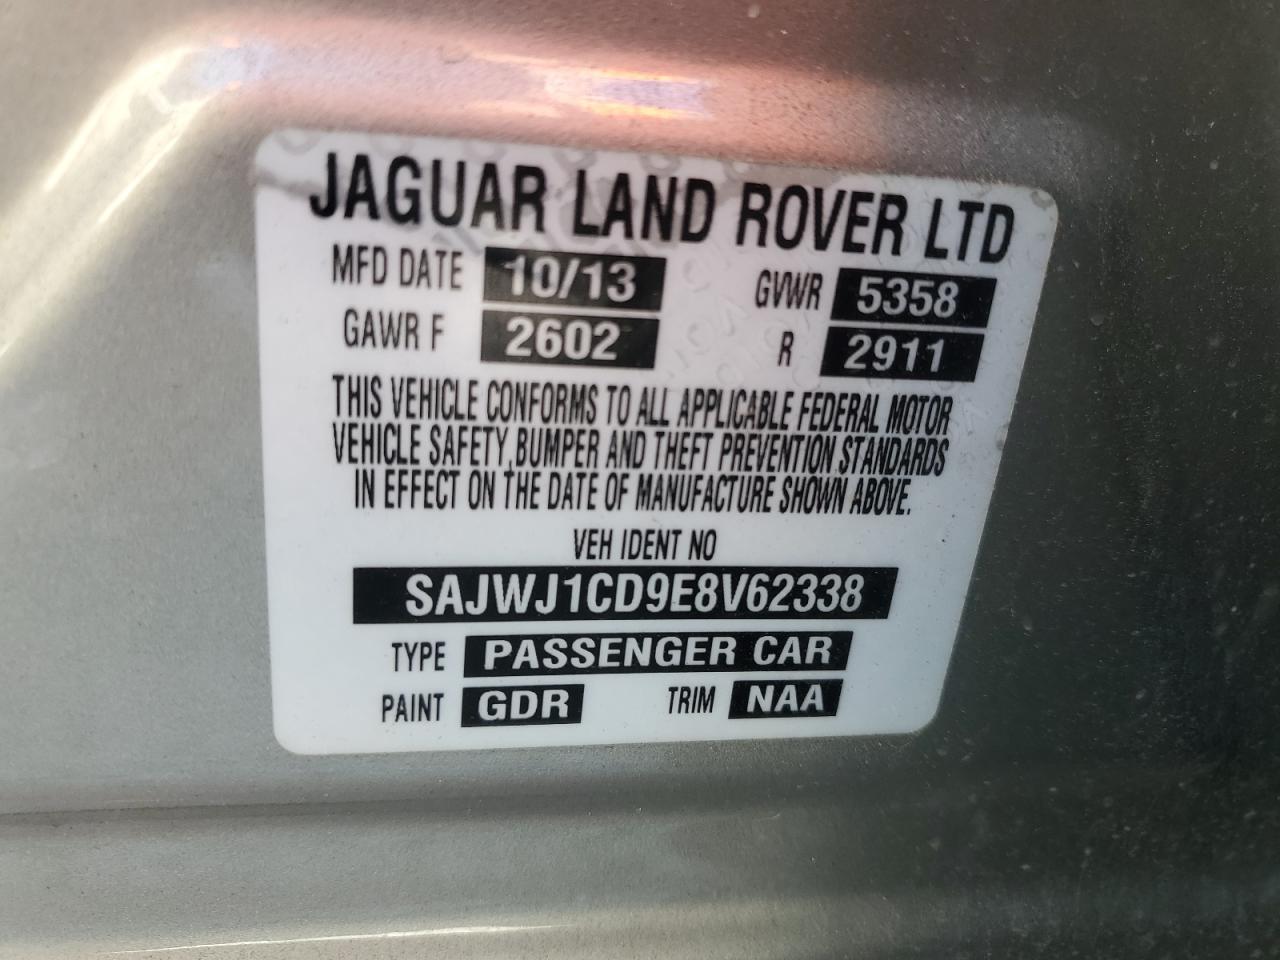 JAGUAR LAND ROVER LTD
MFD DATE 10/13 GVWR 5358
GAWR F 2602 R 2911
THIS VEHICLE CONFORMS TO ALL APPLICABLE FEDERAL MOTOR
VEHICLE SAFETY, BUMPER AND THEFT PREVENTION STANDARDS
IN EFFECT ON THE DATE OF MANUFACTURE SHOWN ABOVE.
VEH IDENT NO
SAJWJ1CD9E8V62338
TYPE PASSENGER CAR
PAINT GDR TRIM NAA